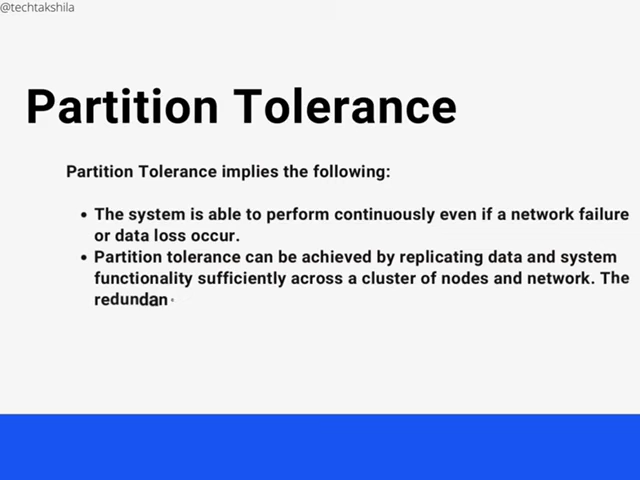 @techtakshila
Partition Tolerance
Partition Tolerance implies the following:
• The system is able to perform continuously even if a network failure
or data loss occur.
• Partition tolerance can be achieved by replicating data and system
functionality sufficiently across a cluster of nodes and network. The
redundan